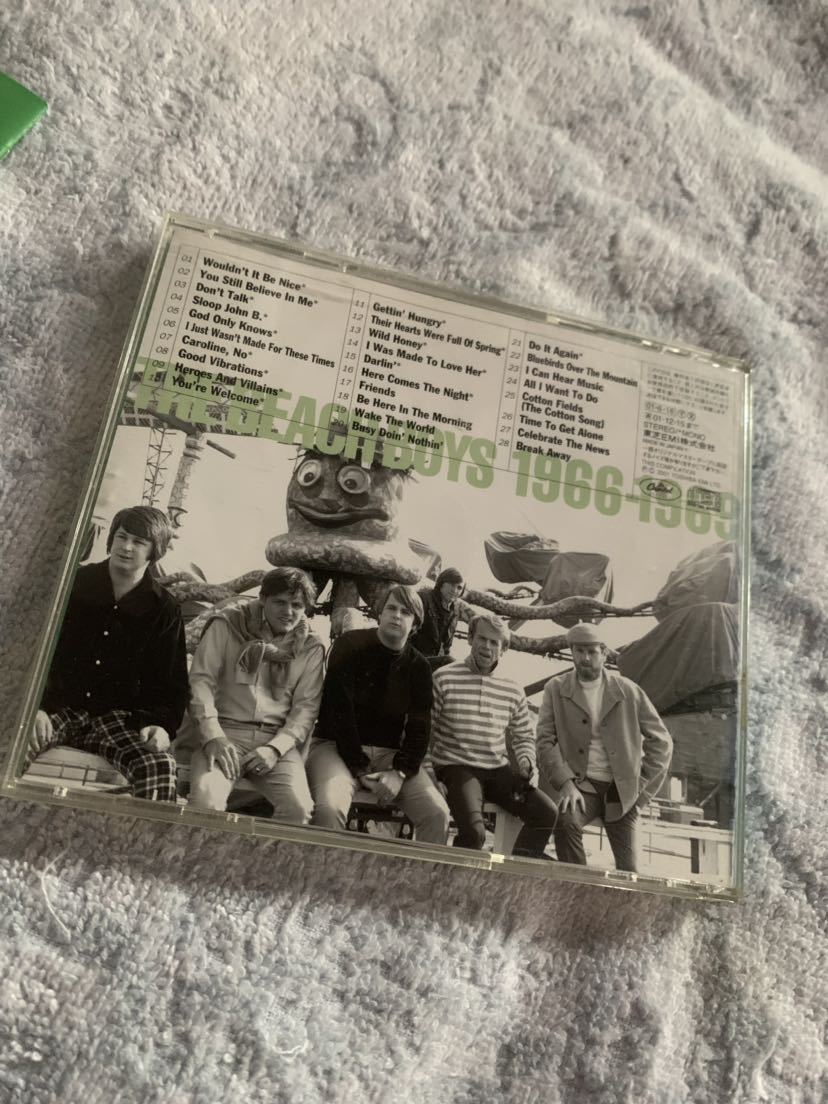 01 Wouldn't It Be Nice*
02 You Still Believe In Me*
03 Don't Talk*
04 Sloop John B.*
05 God Only Knows*
06 I Just Wasn't Made For These Times
07 Caroline, No*
08 Good Vibrations*
09 Heroes And Villains*
10 You're Welcome*
11 Gettin' Hungry*
12 Their Hearts Were Full Of Spring*
13 Wild Honey*
14 I Was Made To Love Her*
15 Darlin'*
16 Here Comes The Night*
17 Friends
18 Be Here In The Morning
19 Wake The World
20 Busy Doin' Nothin'
21 Do It Again*
22 Bluebirds Over The Mountain
23 I Can Hear Music
24 All I Want To Do
25 Cotton Fields
(The Cotton Song)
26 Time To Get Alone
27 Celebrate The News
28 Break Away
STEREO/*MONO
東芝EMI株式会社
MADE IN JAPAN
THIS COMPILATION
Capitol
THE BEACH BOYS 1966-1969